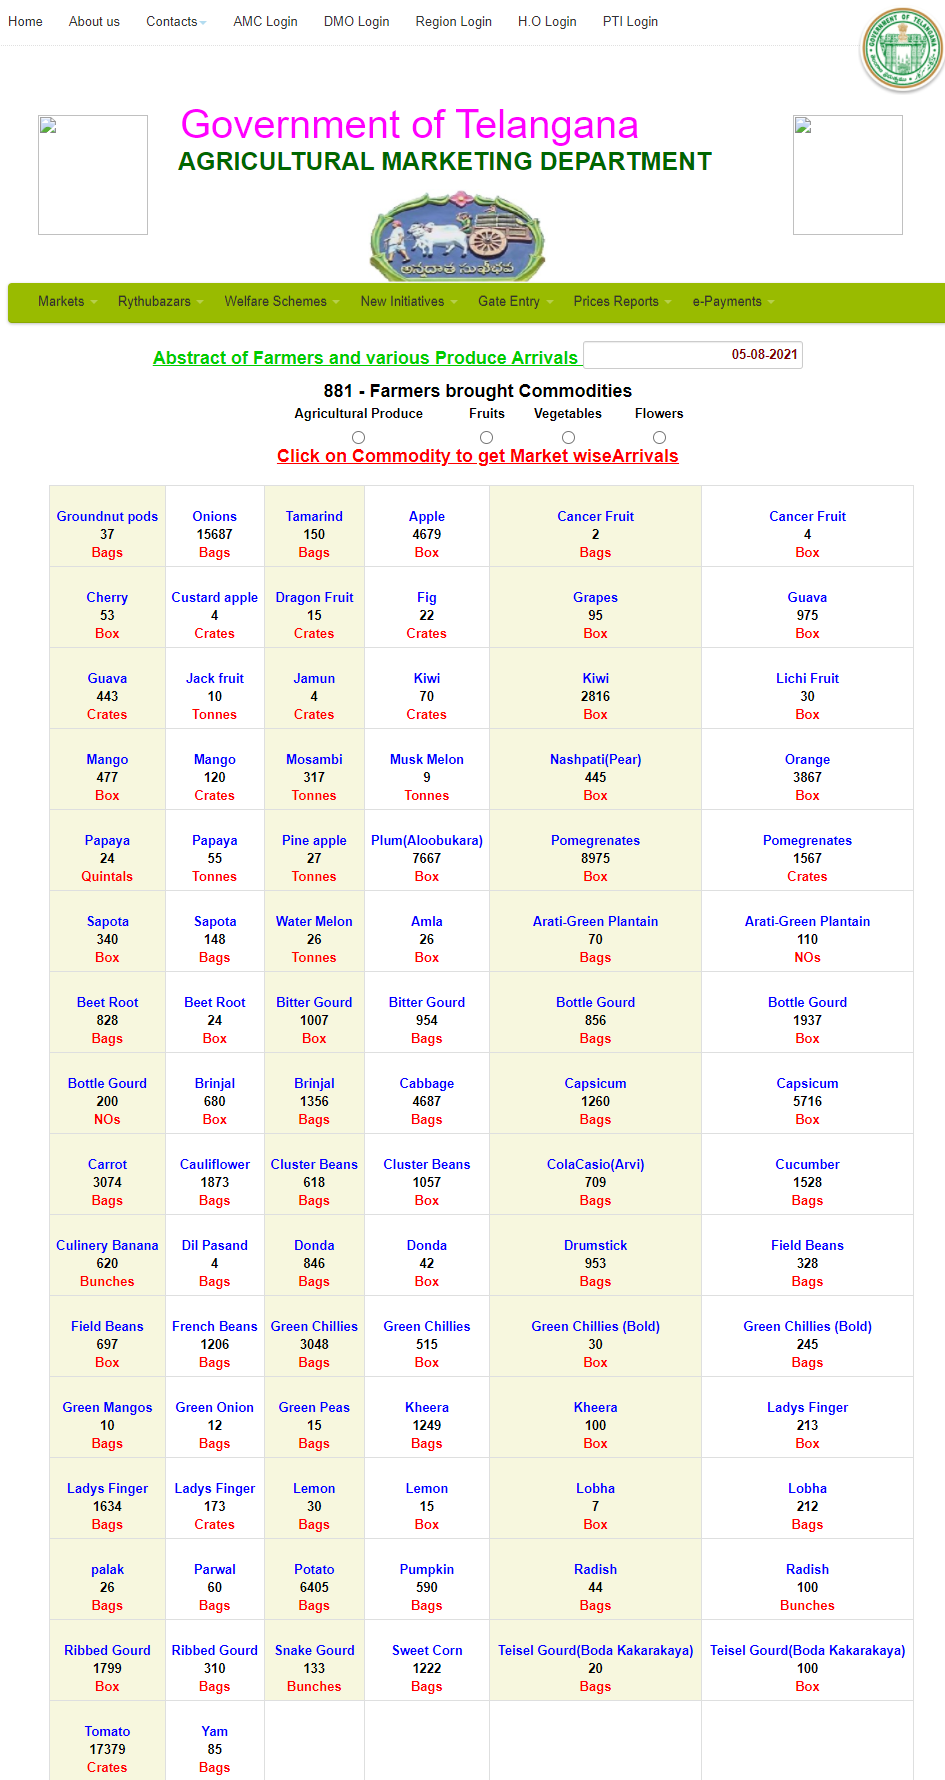 Home About us Contacts AMC Login DMO Login Region Login H.O Login PTI Login
GOVERNMENT OF TELANGANA
Government of Telangana
AGRICULTURAL MARKETING DEPARTMENT
అన్నదాత సుఖీభవ
Markets Rythubazars Welfare Schemes New Initiatives Gate Entry Prices Reports e-Payments
Abstract of Farmers and various Produce Arrivals 05-08-2021
881 - Farmers brought Commodities
Agricultural Produce Fruits Vegetables Flowers
Click on Commodity to get Market wiseArrivals
Groundnut pods Onions Tamarind Apple Cancer Fruit Cancer Fruit
37 15687 150 4679 2 4
Bags Bags Bags Box Bags Box
Cherry Custard apple Dragon Fruit Fig Grapes Guava
53 4 15 22 95 975
Box Crates Crates Crates Box Box
Guava Jack fruit Jamun Kiwi Kiwi Lichi Fruit
443 10 4 70 2816 30
Crates Tonnes Crates Crates Box Box
Mango Mango Mosambi Musk Melon Nashpati(Pear) Orange
477 120 317 9 445 3867
Box Crates Tonnes Tonnes Box Box
Papaya Papaya Pine apple Plum(Aloobukara) Pomegrenates Pomegrenates
24 55 27 7667 8975 1567
Quintals Tonnes Tonnes Box Box Crates
Sapota Sapota Water Melon Amla Arati-Green Plantain Arati-Green Plantain
340 148 26 26 70 110
Box Bags Tonnes Box Bags NOs
Beet Root Beet Root Bitter Gourd Bitter Gourd Bottle Gourd Bottle Gourd
828 24 1007 954 856 1937
Bags Box Box Bags Bags Box
Bottle Gourd Brinjal Brinjal Cabbage Capsicum Capsicum
200 680 1356 4687 1260 5716
NOs Box Bags Bags Bags Box
Carrot Cauliflower Cluster Beans Cluster Beans ColaCasio(Arvi) Cucumber
3074 1873 618 1057 709 1528
Bags Bags Bags Box Bags Bags
Culinery Banana Dil Pasand Donda Donda Drumstick Field Beans
620 4 846 42 953 328
Bunches Bags Bags Box Bags Bags
Field Beans French Beans Green Chillies Green Chillies Green Chillies (Bold) Green Chillies (Bold)
697 1206 3048 515 30 245
Box Bags Bags Box Box Bags
Green Mangos Green Onion Green Peas Kheera Kheera Ladys Finger
10 12 15 1249 100 213
Bags Bags Bags Bags Box Box
Ladys Finger Ladys Finger Lemon Lemon Lobha Lobha
1634 173 30 15 7 212
Bags Crates Bags Box Box Bags
palak Parwal Potato Pumpkin Radish Radish
26 60 6405 590 44 100
Bags Bags Bags Bags Bags Bunches
Ribbed Gourd Ribbed Gourd Snake Gourd Sweet Corn Teisel Gourd(Boda Kakarakaya) Teisel Gourd(Boda Kakarakaya)
1799 310 133 1222 20 100
Box Bags Bunches Bags Bags Box
Tomato Yam
17379 85
Crates Bags